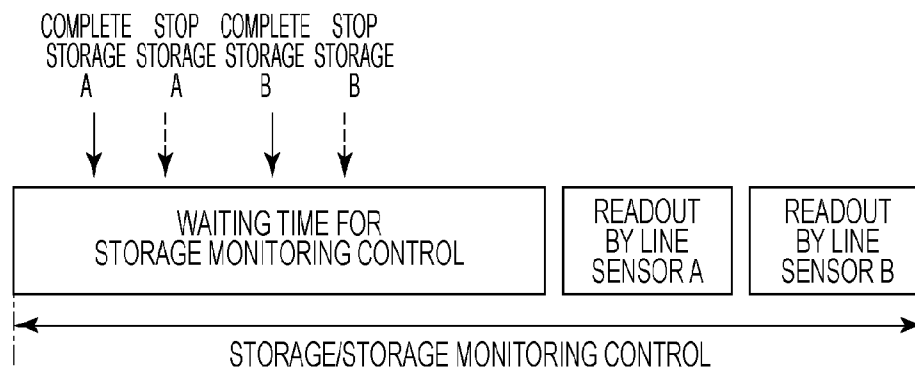 COMPLETE STORAGE A
STOP STORAGE A
COMPLETE STORAGE B
STOP STORAGE B
WAITING TIME FOR
STORAGE MONITORING CONTROL
READOUT
BY LINE
SENSOR A
READOUT
BY LINE
SENSOR B
STORAGE/STORAGE MONITORING CONTROL